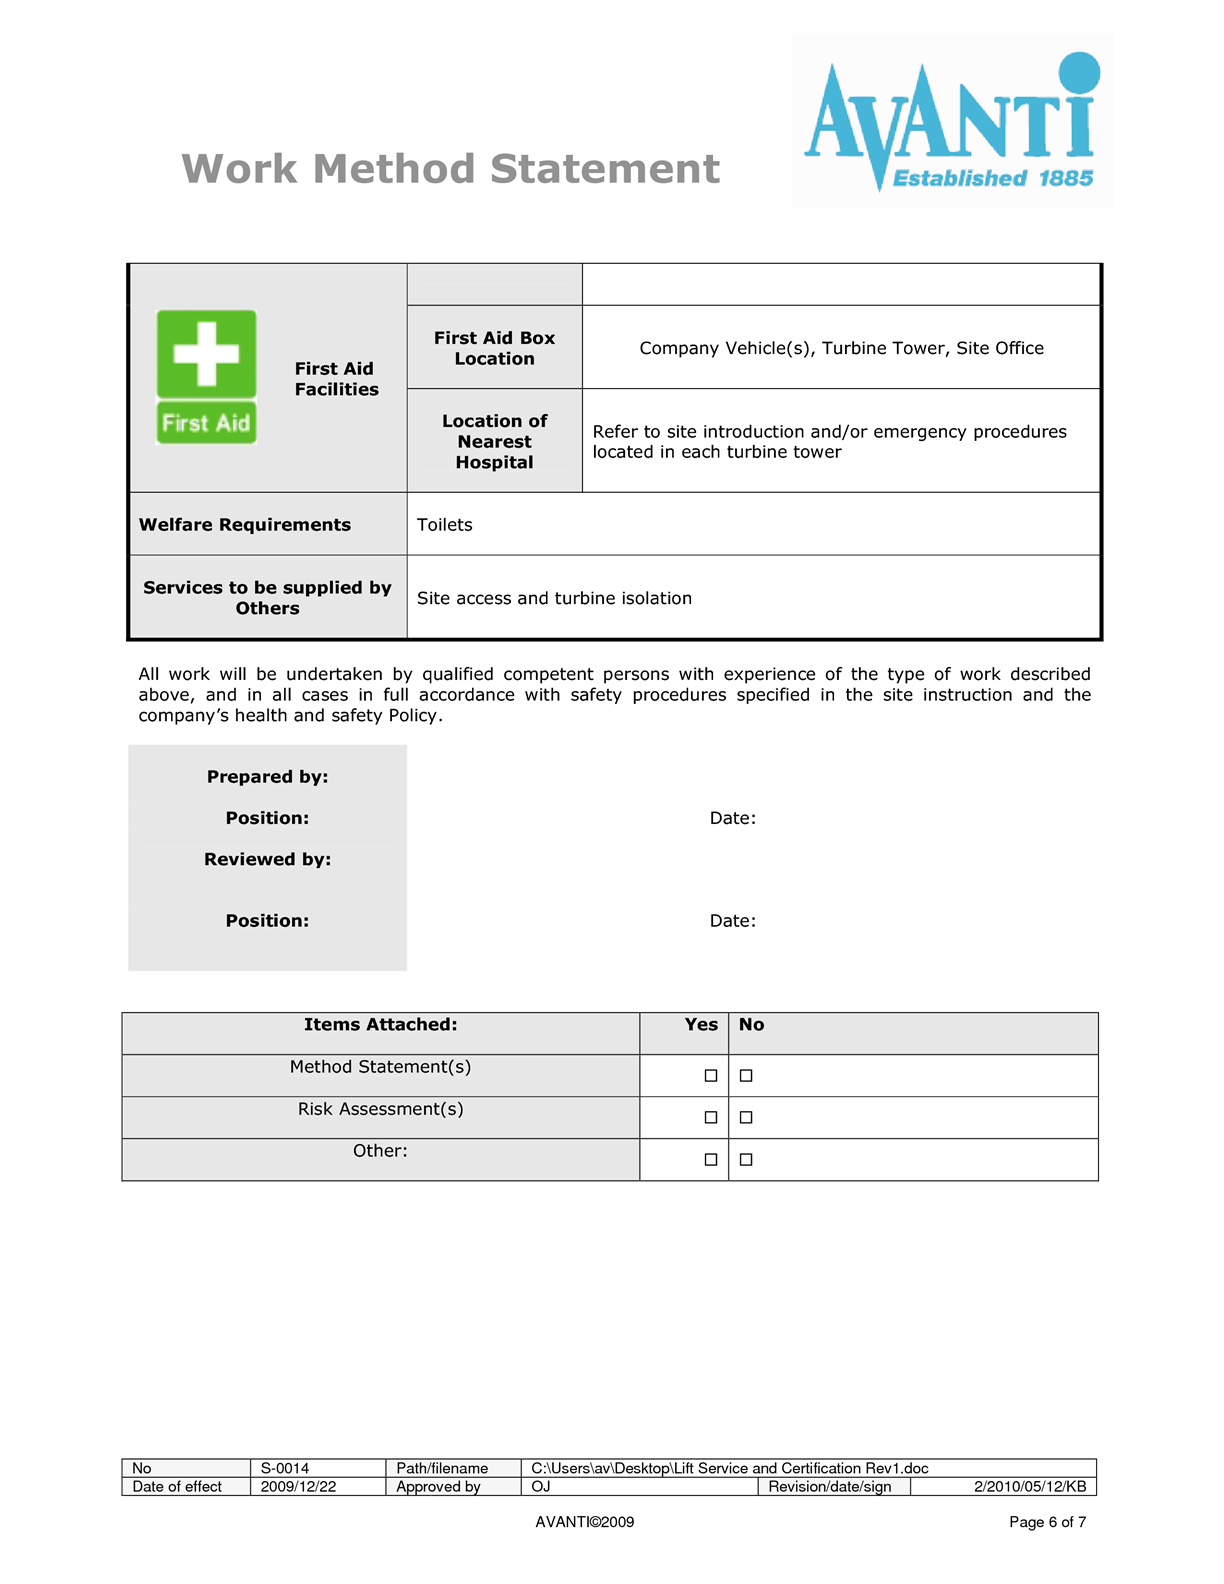 AVANTI
Established 1885
Work Method Statement
First Aid
First Aid
Facilities
First Aid Box
Location
Company Vehicle(s), Turbine Tower, Site Office
Location of
Nearest
Hospital
Refer to site introduction and/or emergency procedures
located in each turbine tower
Welfare Requirements
Toilets
Services to be supplied by
Others
Site access and turbine isolation
All work will be undertaken by qualified competent persons with experience of the type of work described
above, and in all cases in full accordance with safety procedures specified in the site instruction and the
company’s health and safety Policy.
Prepared by:
Position:
Date:
Reviewed by:
Position:
Date:
Items Attached: Yes No
Method Statement(s) ☐ ☐
Risk Assessment(s) ☐ ☐
Other: ☐ ☐
No S-0014 Path/filename C:\Users\av\Desktop\Lift Service and Certification Rev1.doc
Date of effect 2009/12/22 Approved by OJ Revision/date/sign 2/2010/05/12/KB
AVANTI©2009 Page 6 of 7